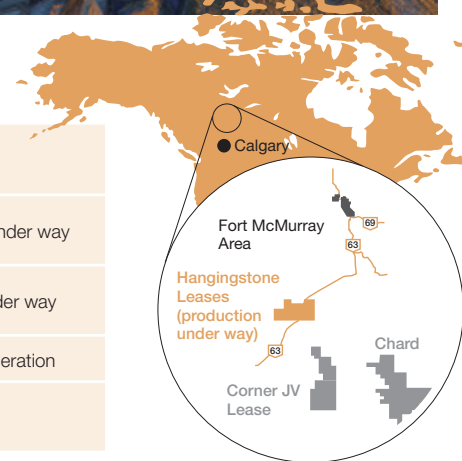 nder way
der way
eration
Calgary
Fort McMurray
Area
69
63
Hangingstone
Leases
(production
under way)
63
Chard
Corner JV
Lease